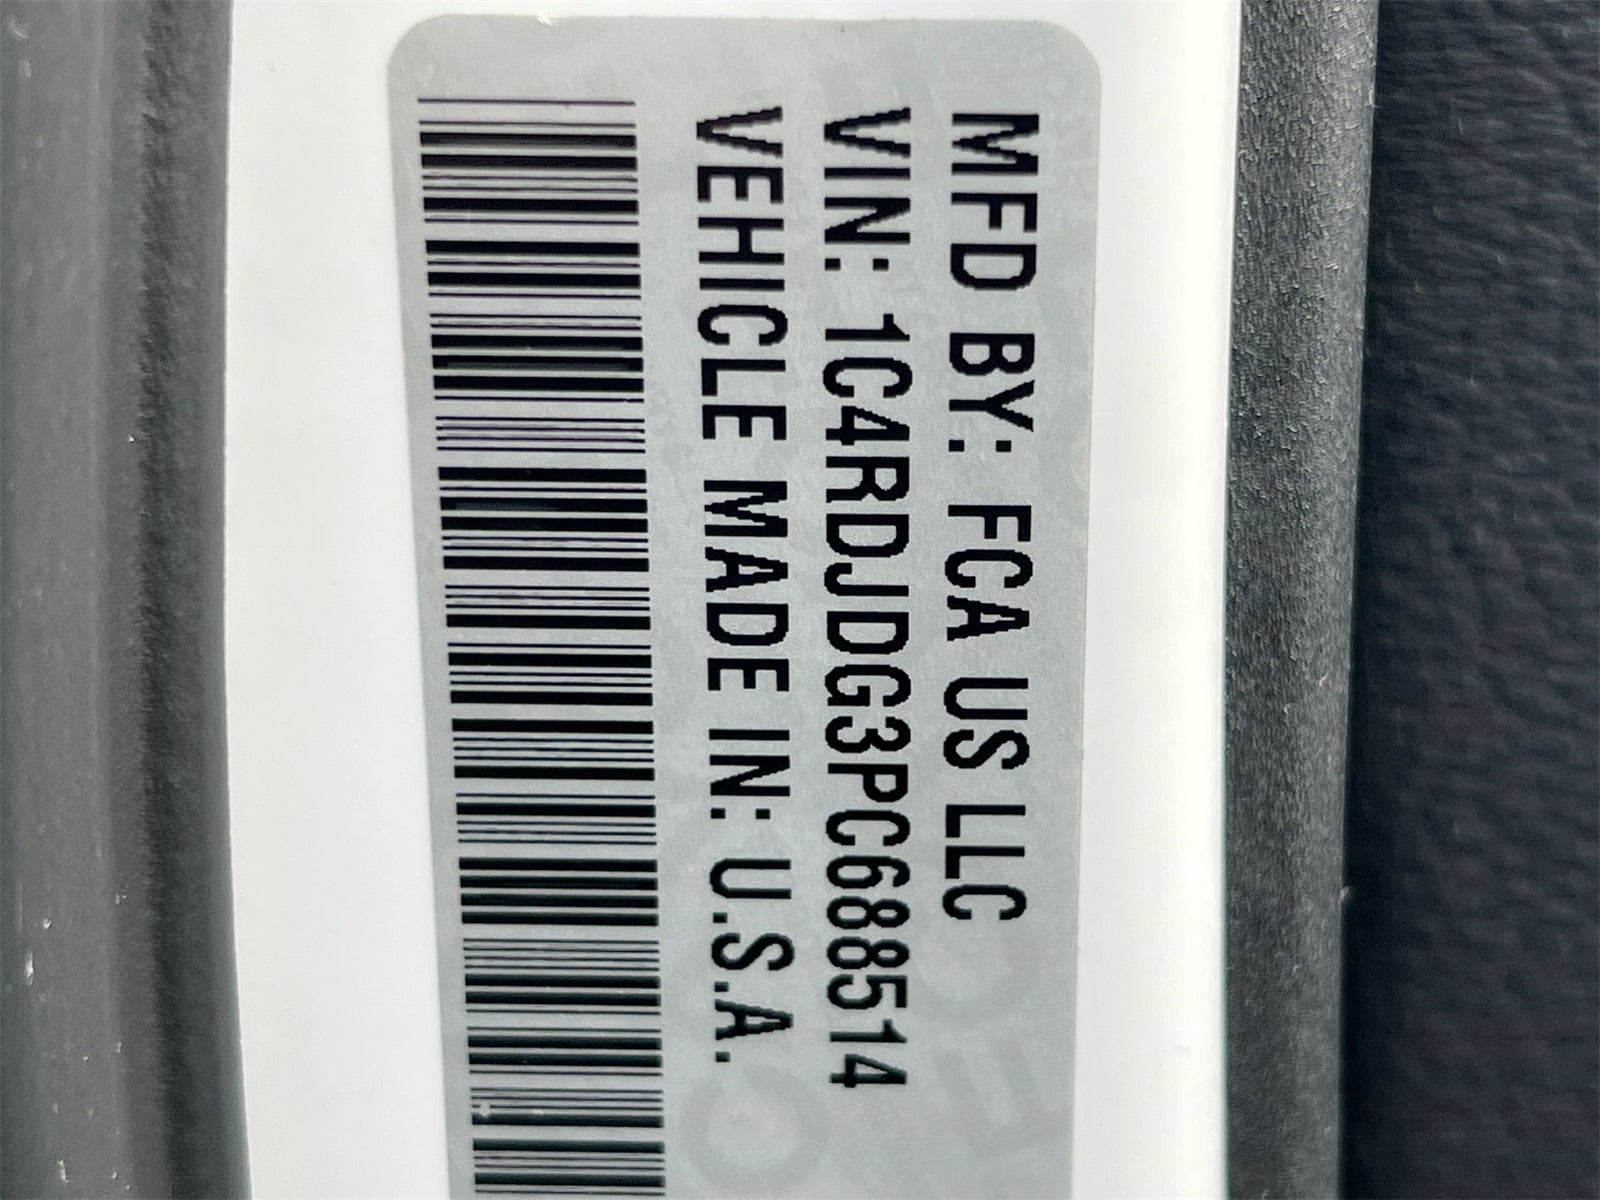 MFD BY: FCA US LLC
VIN: 1C4RDJDG3PC688514
VEHICLE MADE IN: U.S.A.